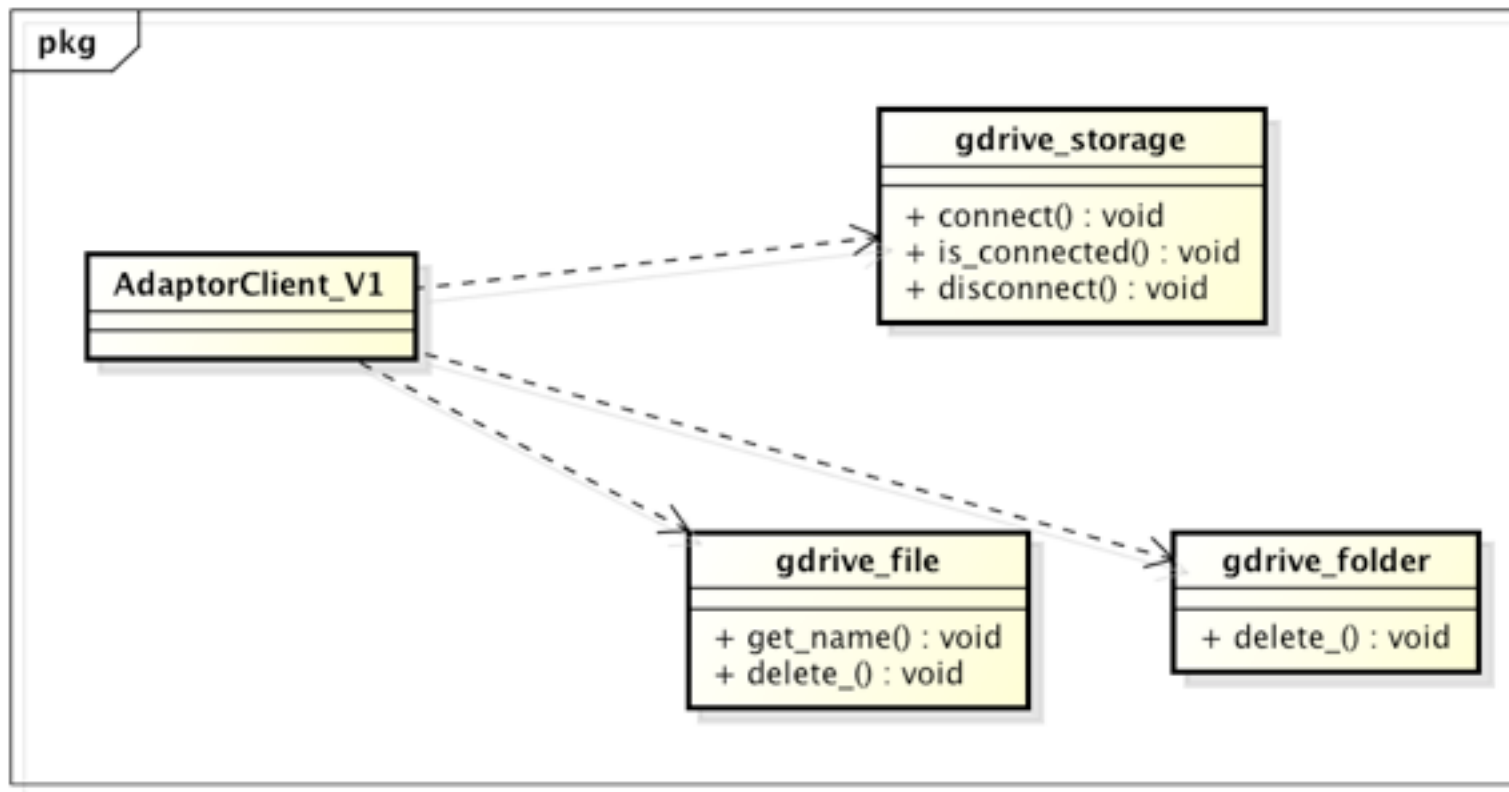 pkg
gdrive_storage
+ connect() : void
+ is_connected() : void
+ disconnect() : void
AdaptorClient_V1
gdrive_file
+ get_name() : void
+ delete_() : void
gdrive_folder
+ delete_() : void